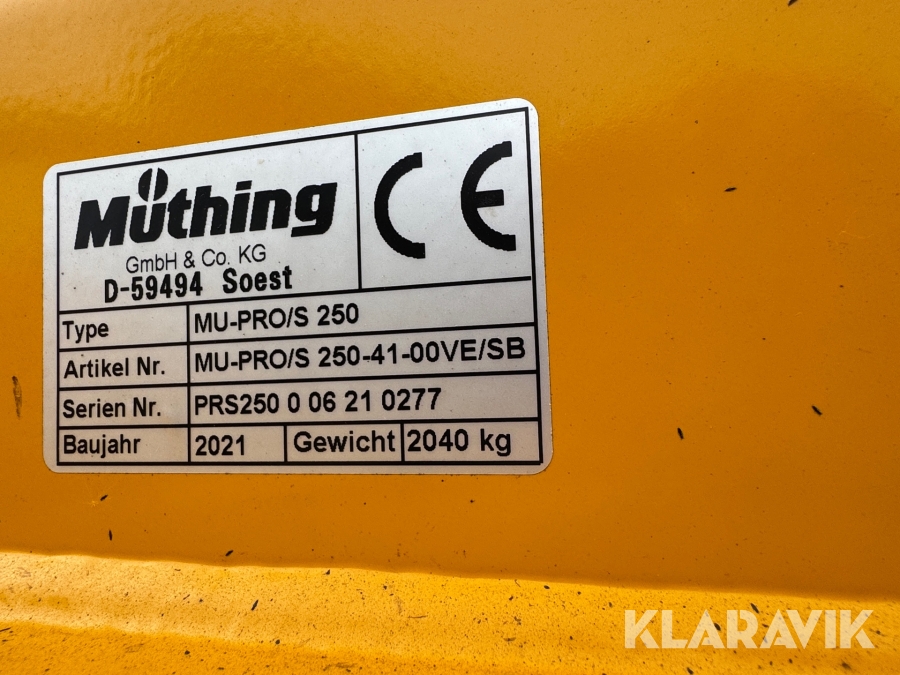 Müthing
GmbH & Co. KG
D-59494 Soest
CE
Type MU-PRO/S 250
Artikel Nr. MU-PRO/S 250-41-00VE/SB
Serien Nr. PRS250 0 06 21 0277
Baujahr 2021 Gewicht 2040 kg
KLARAVIK